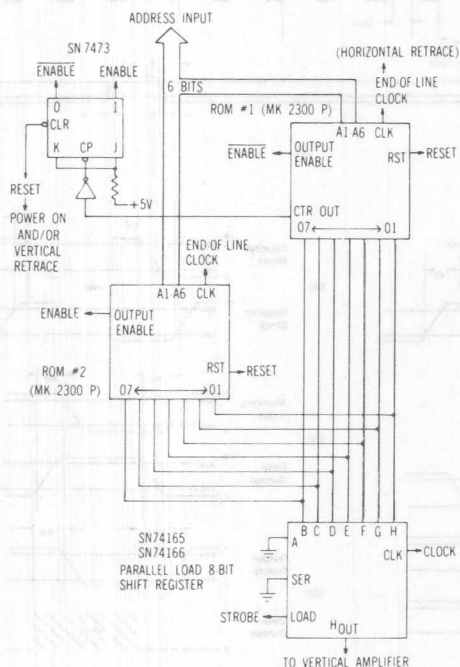 ADDRESS INPUT
SN 7473
ENABLE ENABLE
O I
CLR
K CP J
RESET
+5V
POWER ON
AND/OR
VERTICAL
RETRACE
6 BITS
(HORIZONTAL RETRACE)
END OF LINE
CLOCK
ROM #1 (MK 2300 P)
A1 A6 CLK
ENABLE
OUTPUT
ENABLE
RST RESET
CTR OUT
07 01
END OF LINE
CLOCK
A1 A6 CLK
ENABLE
OUTPUT
ENABLE
ROM #2
(MK 2300 P)
RST RESET
07 01
SN74165
SN74166
PARALLEL LOAD 8-BIT
SHIFT REGISTER
B C D E F G H
A
CLK CLOCK
SER
STROBE LOAD
HOUT
TO VERTICAL AMPLIFIER